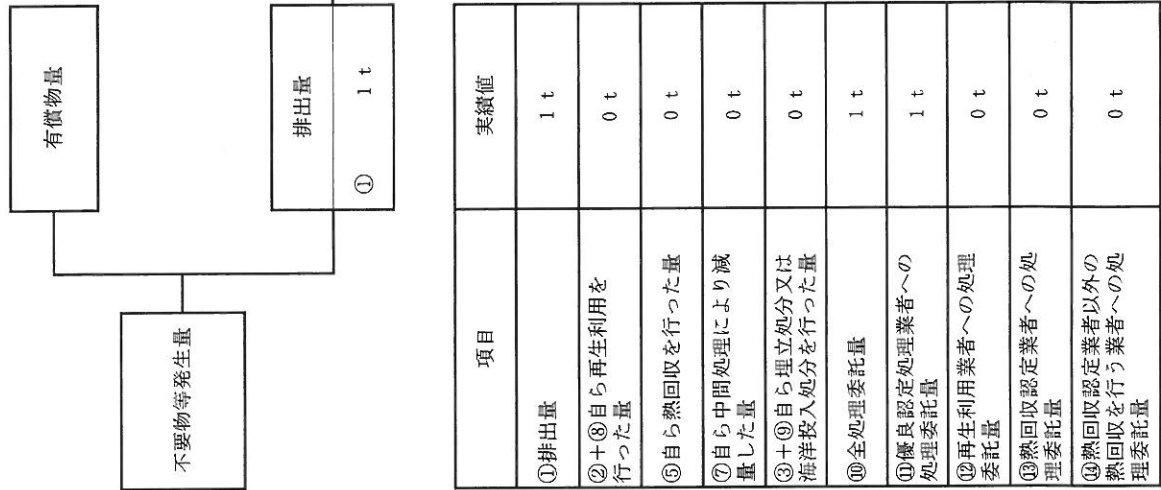 不要物等発生量
有償物量
排出量
① 1 t
項目
実績値
①排出量
1 t
②+⑧自ら再生利用を
行った量
0 t
⑤自ら熱回収を行った量
0 t
⑦自ら中間処理により減
量した量
0 t
③+⑨自ら埋立処分又は
海洋投入処分を行った量
0 t
⑩全処理委託量
1 t
⑪優良認定処理業者への
処理委託量
1 t
⑫再生利用業者への処理
委託量
0 t
⑬熱回収認定業者への処
理委託量
0 t
⑭熱回収認定業者以外の
熱回収を行う業者への処
理委託量
0 t